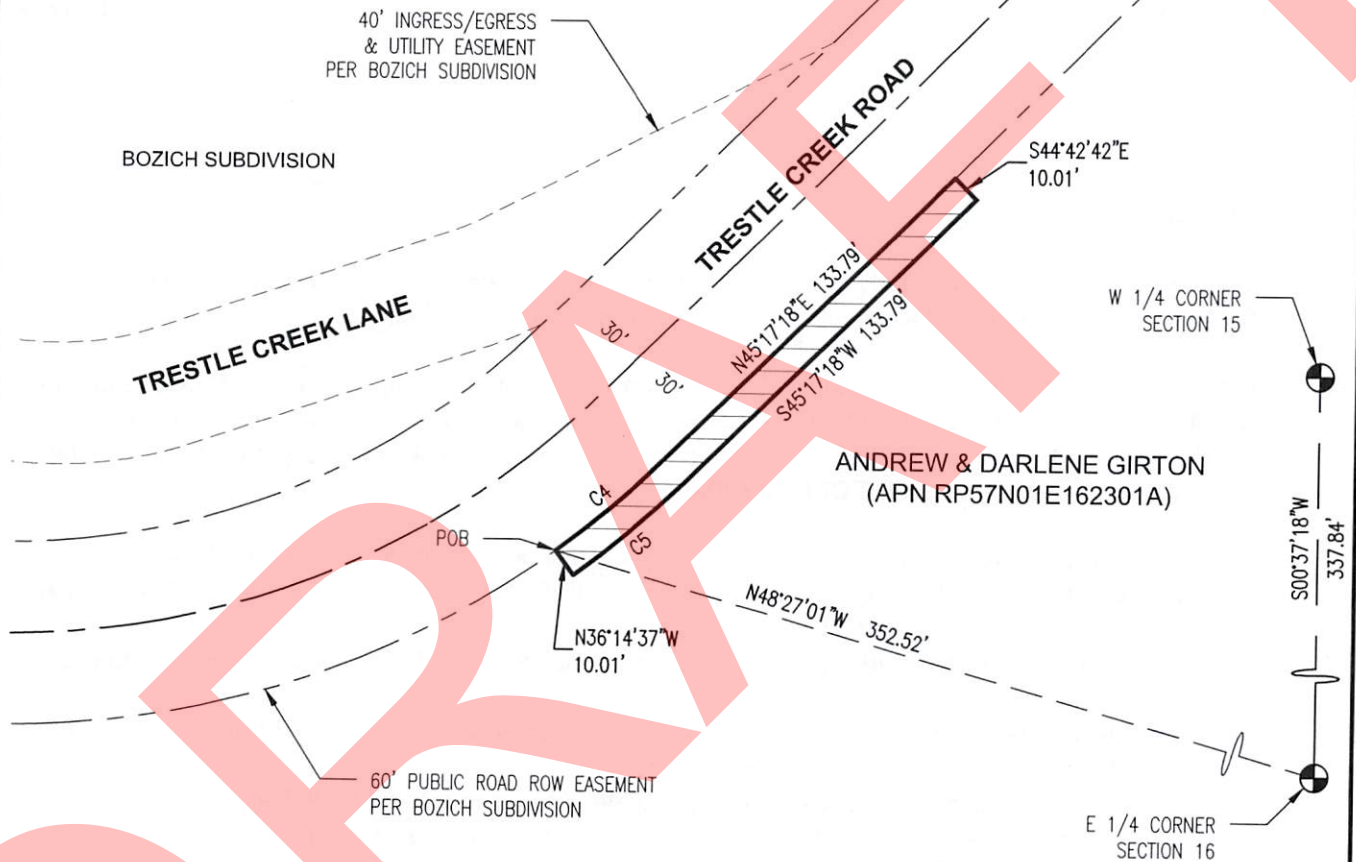 40' INGRESS/EGRESS
& UTILITY EASEMENT
PER BOZICH SUBDIVISION
BOZICH SUBDIVISION
TRESTLE CREEK ROAD
S44°42'42"E
10.01'
TRESTLE CREEK LANE
30'
30'
N45°17'18"E 133.79'
S45°17'18"W 133.79'
W 1/4 CORNER
SECTION 15
ANDREW & DARLENE GIRTON
(APN RP57N01E162301A)
C4
C5
POB
N36°14'37"W
10.01'
N48°27'01"W 352.52'
S00°37'18"W
337.84'
60' PUBLIC ROAD ROW EASEMENT
PER BOZICH SUBDIVISION
E 1/4 CORNER
SECTION 16